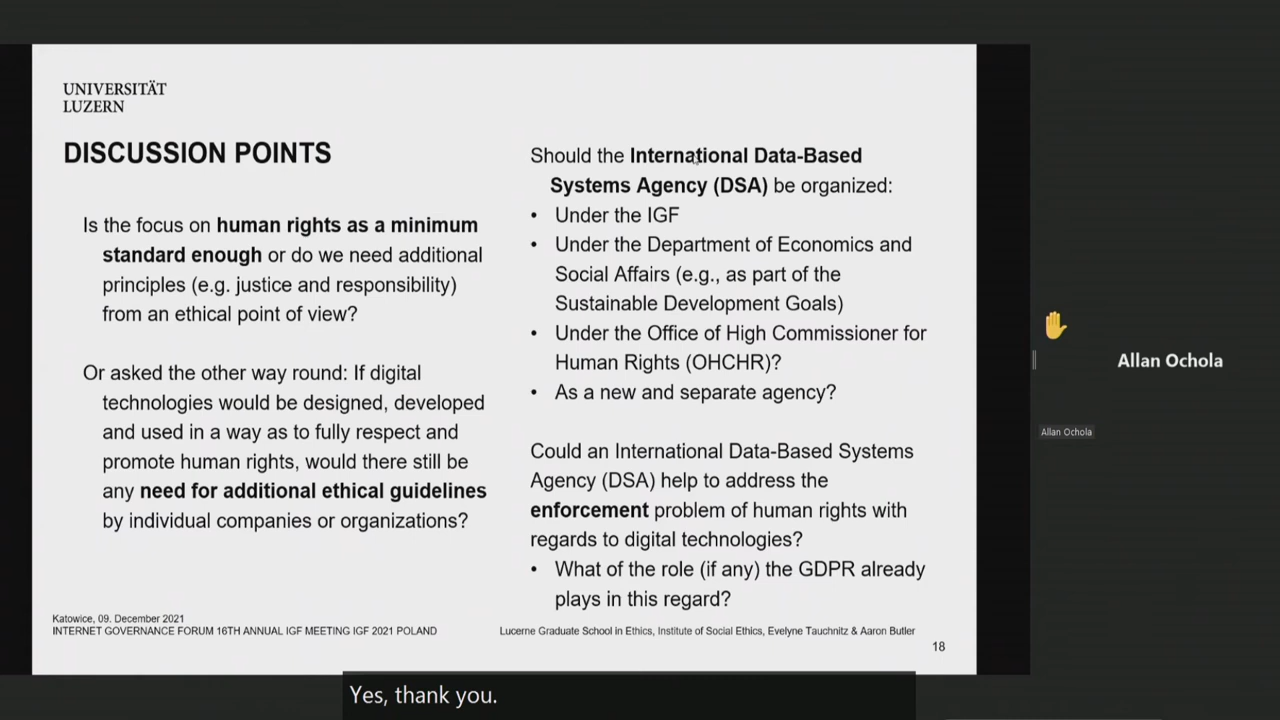 UNIVERSITÄT
LUZERN
DISCUSSION POINTS
Is the focus on human rights as a minimum
standard enough or do we need additional
principles (e.g. justice and responsibility)
from an ethical point of view?
Or asked the other way round: If digital
technologies would be designed, developed
and used in a way as to fully respect and
promote human rights, would there still be
any need for additional ethical guidelines
by individual companies or organizations?
Should the International Data-Based
Systems Agency (DSA) be organized:
• Under the IGF
• Under the Department of Economics and
Social Affairs (e.g., as part of the
Sustainable Development Goals)
• Under the Office of High Commissioner for
Human Rights (OHCHR)?
• As a new and separate agency?
Could an International Data-Based Systems
Agency (DSA) help to address the
enforcement problem of human rights with
regards to digital technologies?
• What of the role (if any) the GDPR already
plays in this regard?
Katowice, 09. December 2021
INTERNET GOVERNANCE FORUM 16TH ANNUAL IGF MEETING IGF 2021 POLAND
Lucerne Graduate School in Ethics, Institute of Social Ethics, Evelyne Tauchnitz & Aaron Butler
18
Allan Ochola
Allan Ochola
Yes, thank you.